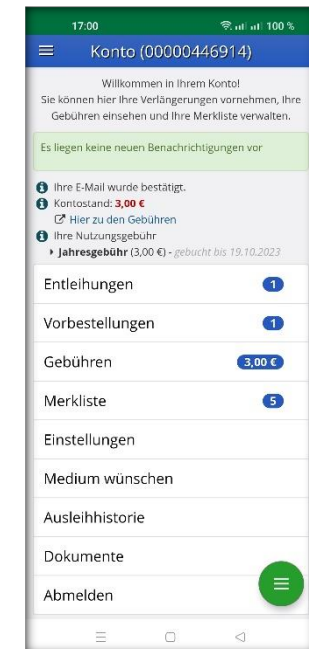 17:00 100 %
Konto (00000446914)
Willkommen in Ihrem Konto!
Sie können hier Ihre Verlängerungen vornehmen, Ihre
Gebühren einsehen und Ihre Merkliste verwalten.
Es liegen keine neuen Benachrichtigungen vor
Ihre E-Mail wurde bestätigt.
Kontostand: 3,00 €
Hier zu den Gebühren
Ihre Nutzungsgebühr
Jahresgebühr (3,00 €) - gebucht bis 19.10.2023
Entleihungen 1
Vorbestellungen 1
Gebühren 3,00 €
Merkliste 5
Einstellungen
Medium wünschen
Ausleihhistorie
Dokumente
Abmelden